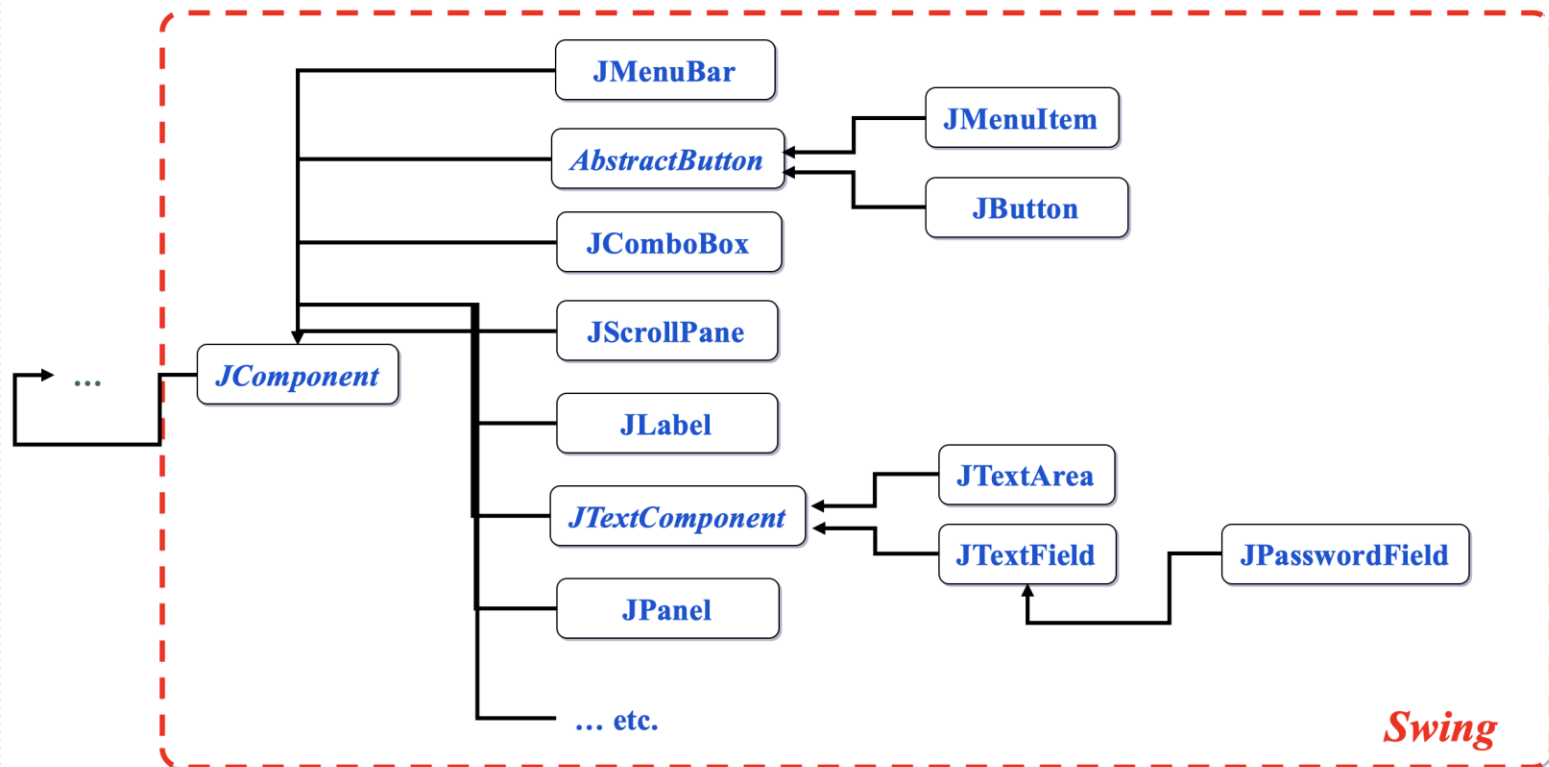 JMenuBar
JMenuItem
AbstractButton
JButton
JComboBox
JScrollPane
...
JComponent
JLabel
JTextArea
JTextComponent
JTextField
JPasswordField
JPanel
... etc.
Swing